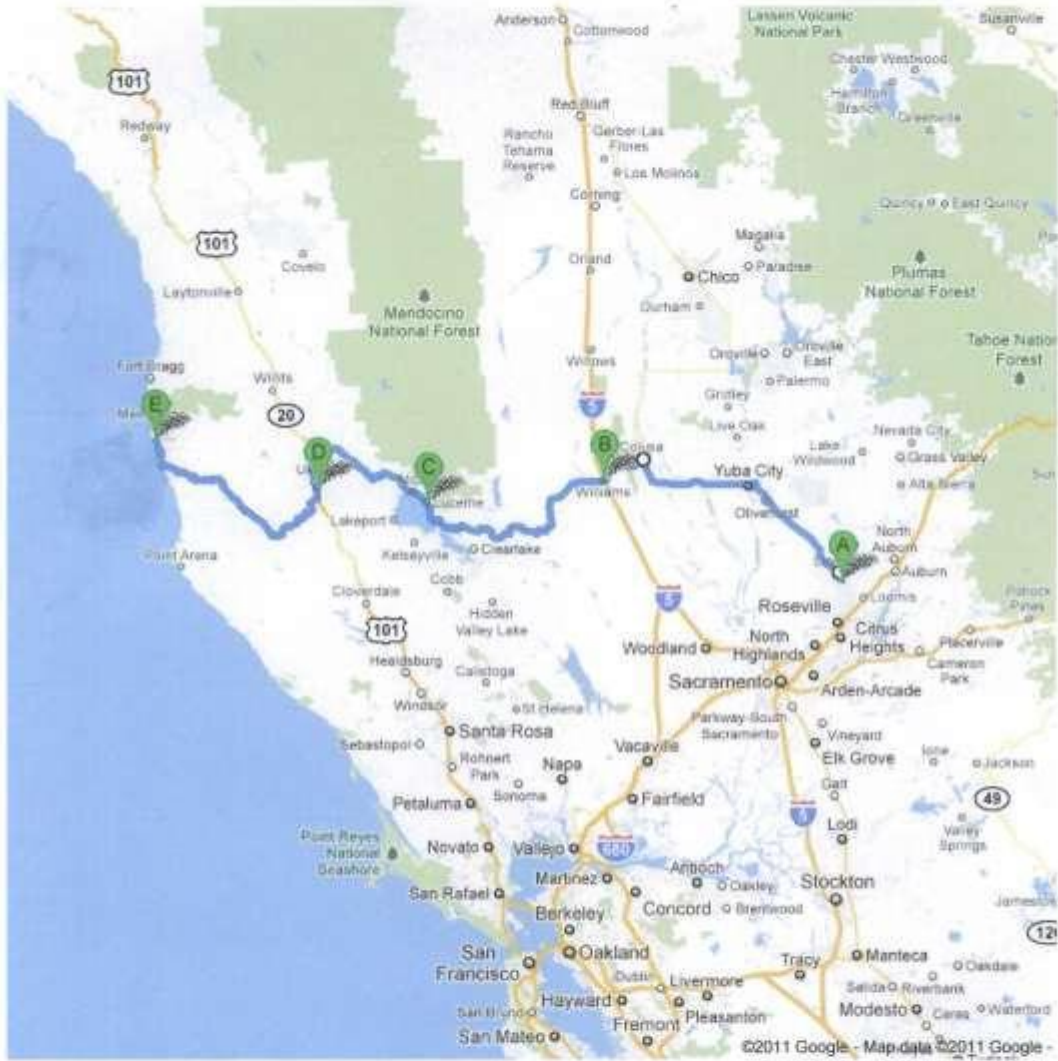 Lassen Volcanic
National Park
Susanville
Anderson
Cottonwood
Chester Westwood
Hamilton
Branch
Greenville
101
Redway
Red Bluff
Rancho
Tehama
Reserve
Gerber-Las
Flores
Los Molinos
Corning
Quincy
East Quincy
101
Covelo
Laytonville
Orland
Magalia
Paradise
Chico
Plumas
National Forest
Mendocino
National Forest
Durham
Tahoe Nation
Forest
Willows
Oroville
Oroville
East
Palermo
Fort Bragg
Willits
5
Gridley
Live Oak
Nevada City
Grass Valley
Alta Sierra
Lake
Wildwood
E
20
D
C
B
Colusa
Yuba City
Williams
Lucerne
Lakeport
Olivehurst
Kelseyville
Clearlake
A
North
Auburn
Auburn
Point Arena
Cobb
Loomis
Cloverdale
Hidden
Valley Lake
5
Roseville
Citrus
Heights
North
Highlands
Placerville
Cameron
Park
101
Woodland
Healdsburg
Calistoga
Sacramento
Arden-Arcade
Windsor
St Helena
Parkway-South
Sacramento
Vineyard
Santa Rosa
Sebastopol
Vacaville
Elk Grove
Ione
Jackson
Rohnert
Park
Napa
Sonoma
Galt
Petaluma
Fairfield
5
49
Point Reyes
National
Seashore
Novato
Vallejo
680
Lodi
Valley
Springs
San Rafael
Martinez
Antioch
Oakley
Stockton
Concord
Brentwood
Berkeley
Oakland
San
Francisco
Tracy
Manteca
Oakdale
Dublin
Livermore
Salida
Riverbank
Hayward
Pleasanton
Modesto
Waterford
San Bruno
Fremont
Ceres
San Mateo
©2011 Google - Map data ©2011 Google -